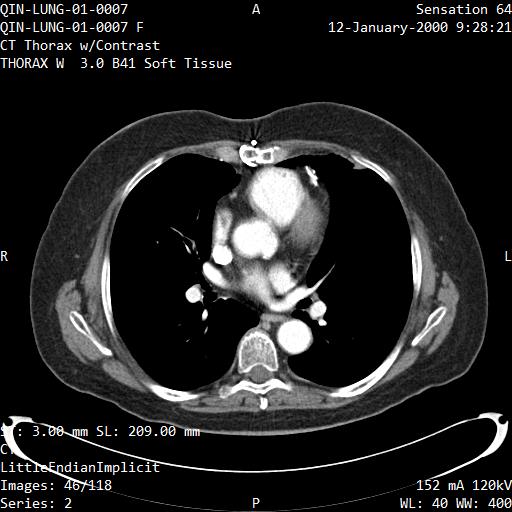 QIN-LUNG-01-0007
A
Sensation 64
QIN-LUNG-01-0007 F
12-January-2000 9:28:21
CT Thorax w/Contrast
THORAX W 3.0 B41 Soft Tissue
R
L
3.00 mm SL: 209.00 mm
LittleEndianImplicit
Images: 46/118
152 mA 120kV
Series: 2
P
WL: 40 WW: 400